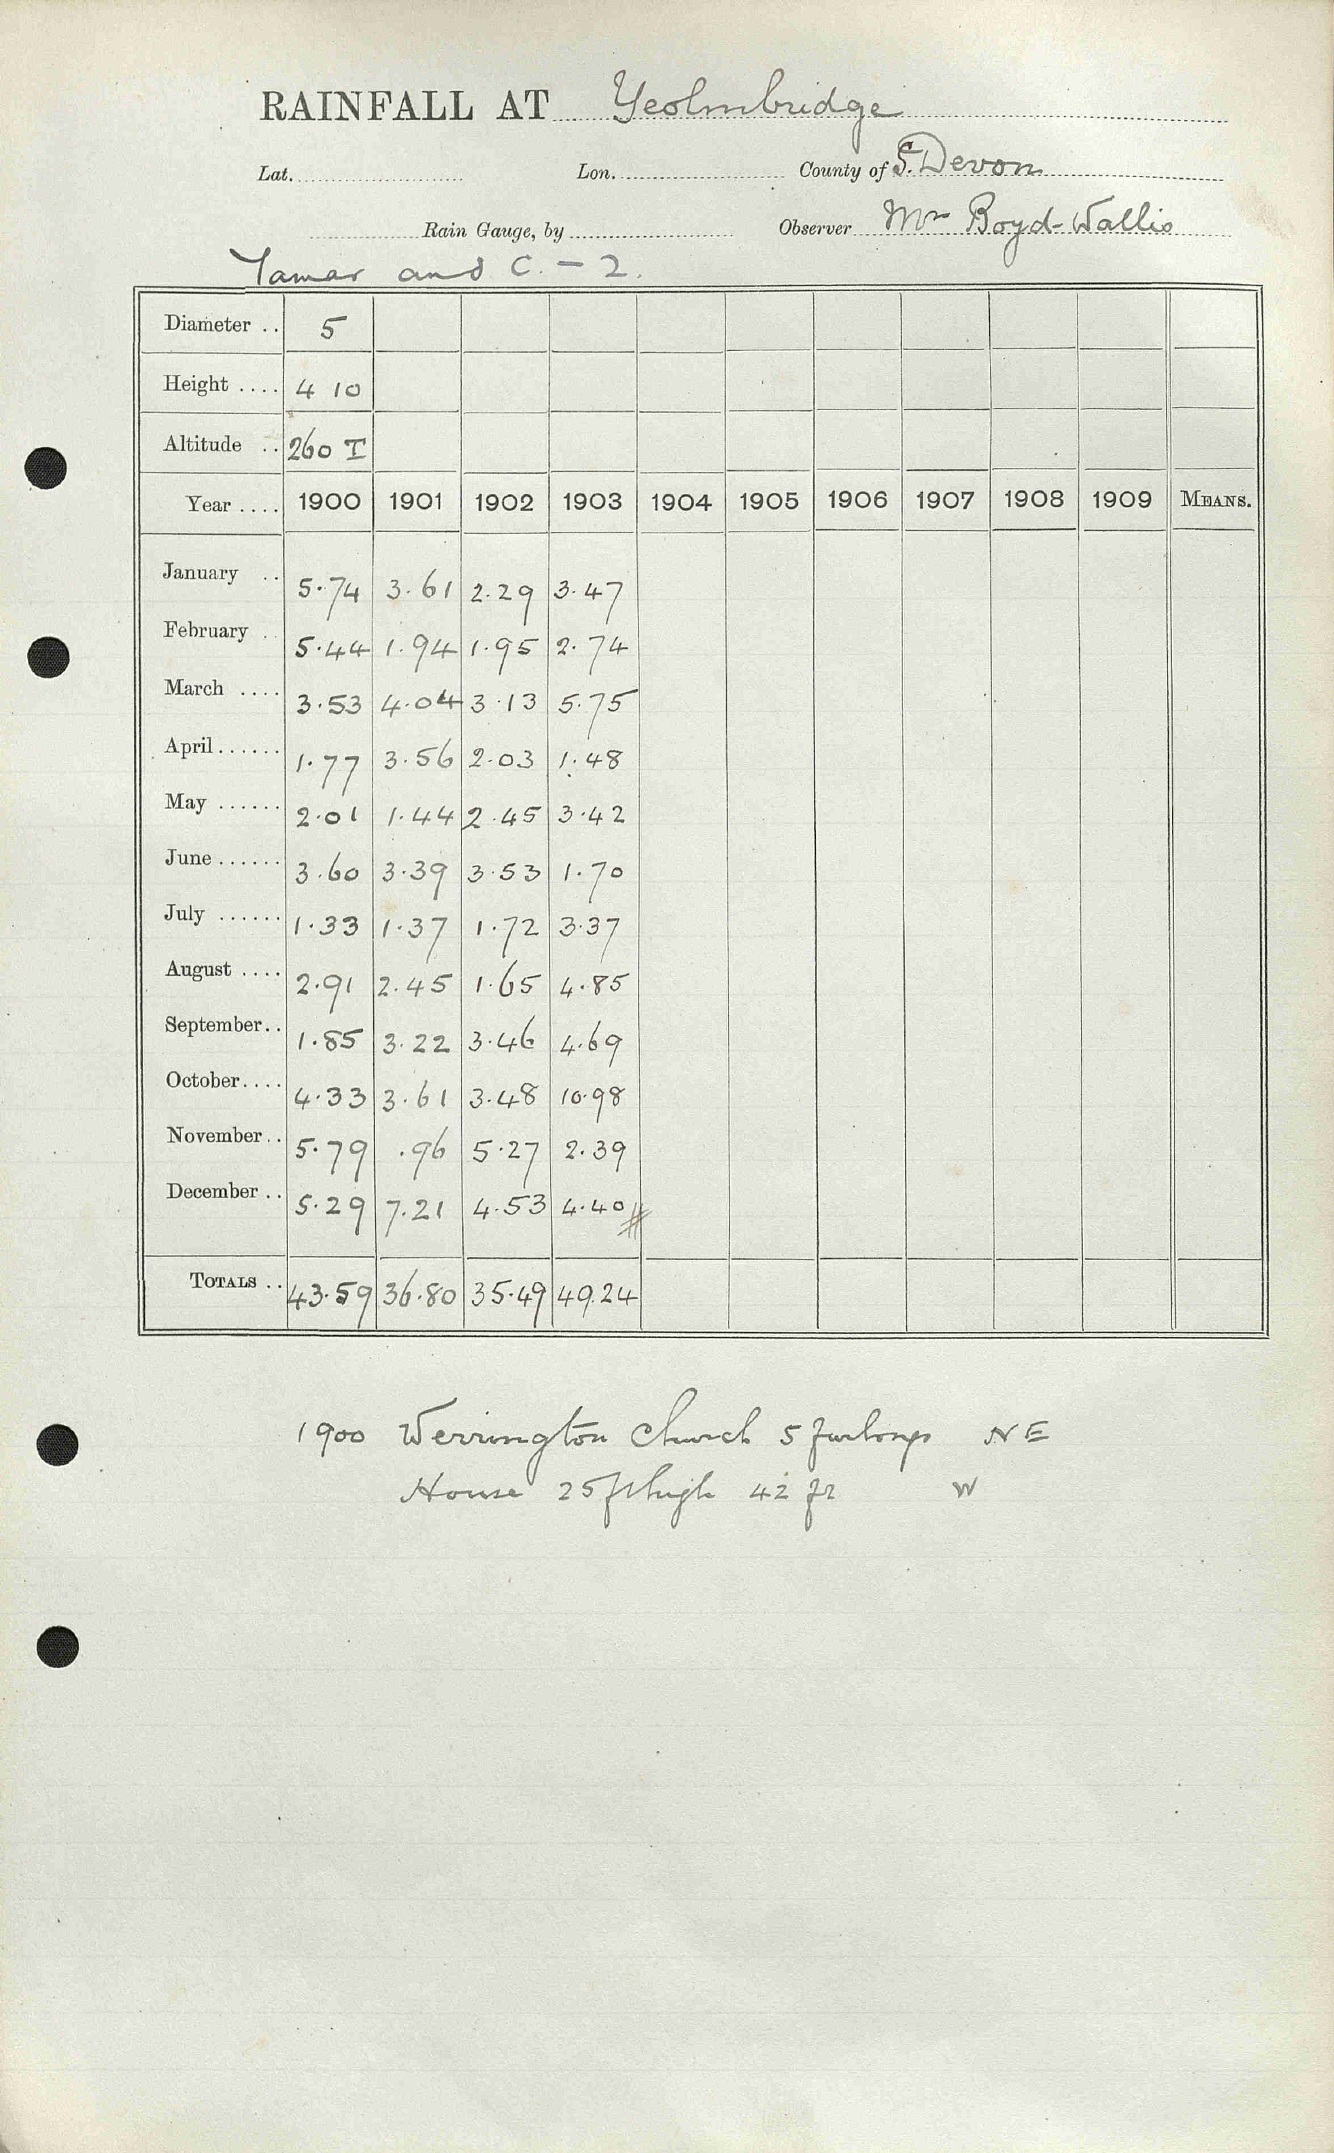 RAINFALL AT Yeolmbridge
Lat. Lon. County of S. Devon
Rain Gauge, by Observer Mrs Boyd-Wallis
Tamar and C. - 2.
Diameter .. 5
Height .... 4 10
Altitude .. 260 T
Year .... 1900 1901 1902 1903 1904 1905 1906 1907 1908 1909 MEANS.
January .. 5.74 3.61 2.29 3.47
February .. 5.44 1.94 1.95 2.74
March .... 3.53 4.04 3.13 5.75
April ...... 1.77 3.56 2.03 1.48
May ...... 2.01 1.44 2.45 3.42
June ...... 3.60 3.39 3.53 1.70
July ...... 1.33 1.37 1.72 3.37
August .... 2.91 2.45 1.65 4.85
September.. 1.85 3.22 3.46 4.69
October.... 4.33 3.61 3.48 10.98
November.. 5.79 .96 5.27 2.39
December .. 5.29 7.21 4.53 4.40
TOTALS .. 43.59 36.80 35.49 49.24
1900 Werrington Church 5 furlongs NE
House 25 ft high 42 ft W